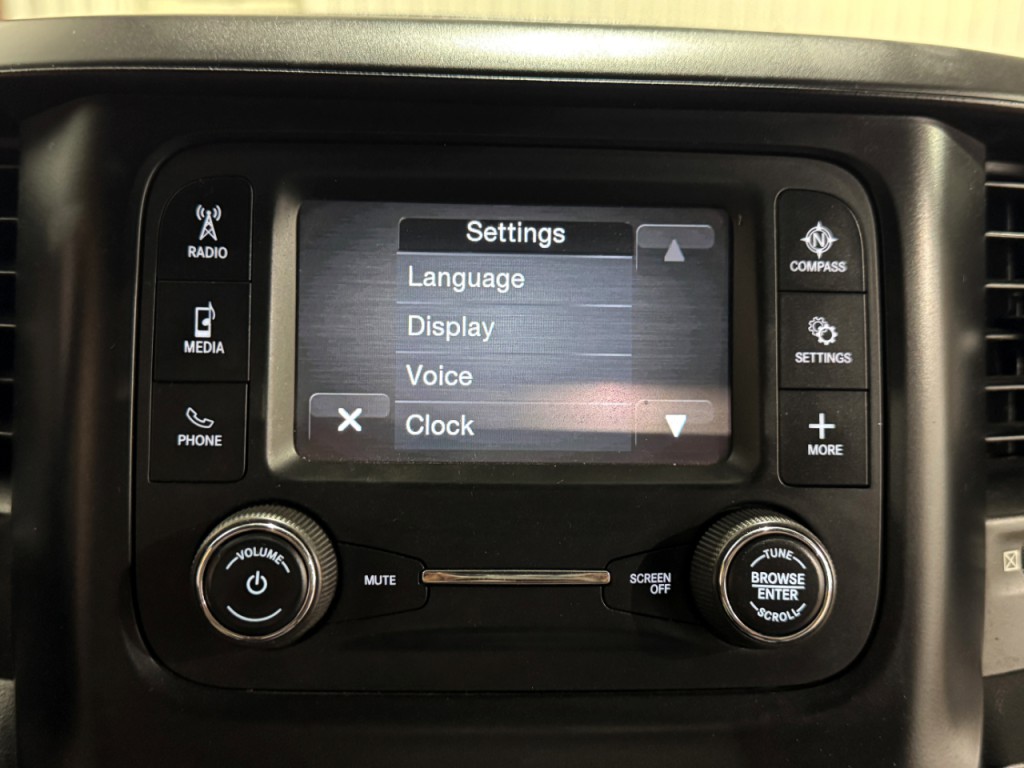 RADIO
MEDIA
PHONE
Settings
Language
Display
Voice
Clock
N
COMPASS
SETTINGS
MORE
VOLUME
MUTE
SCREEN
OFF
TUNE
BROWSE
ENTER
SCROLL